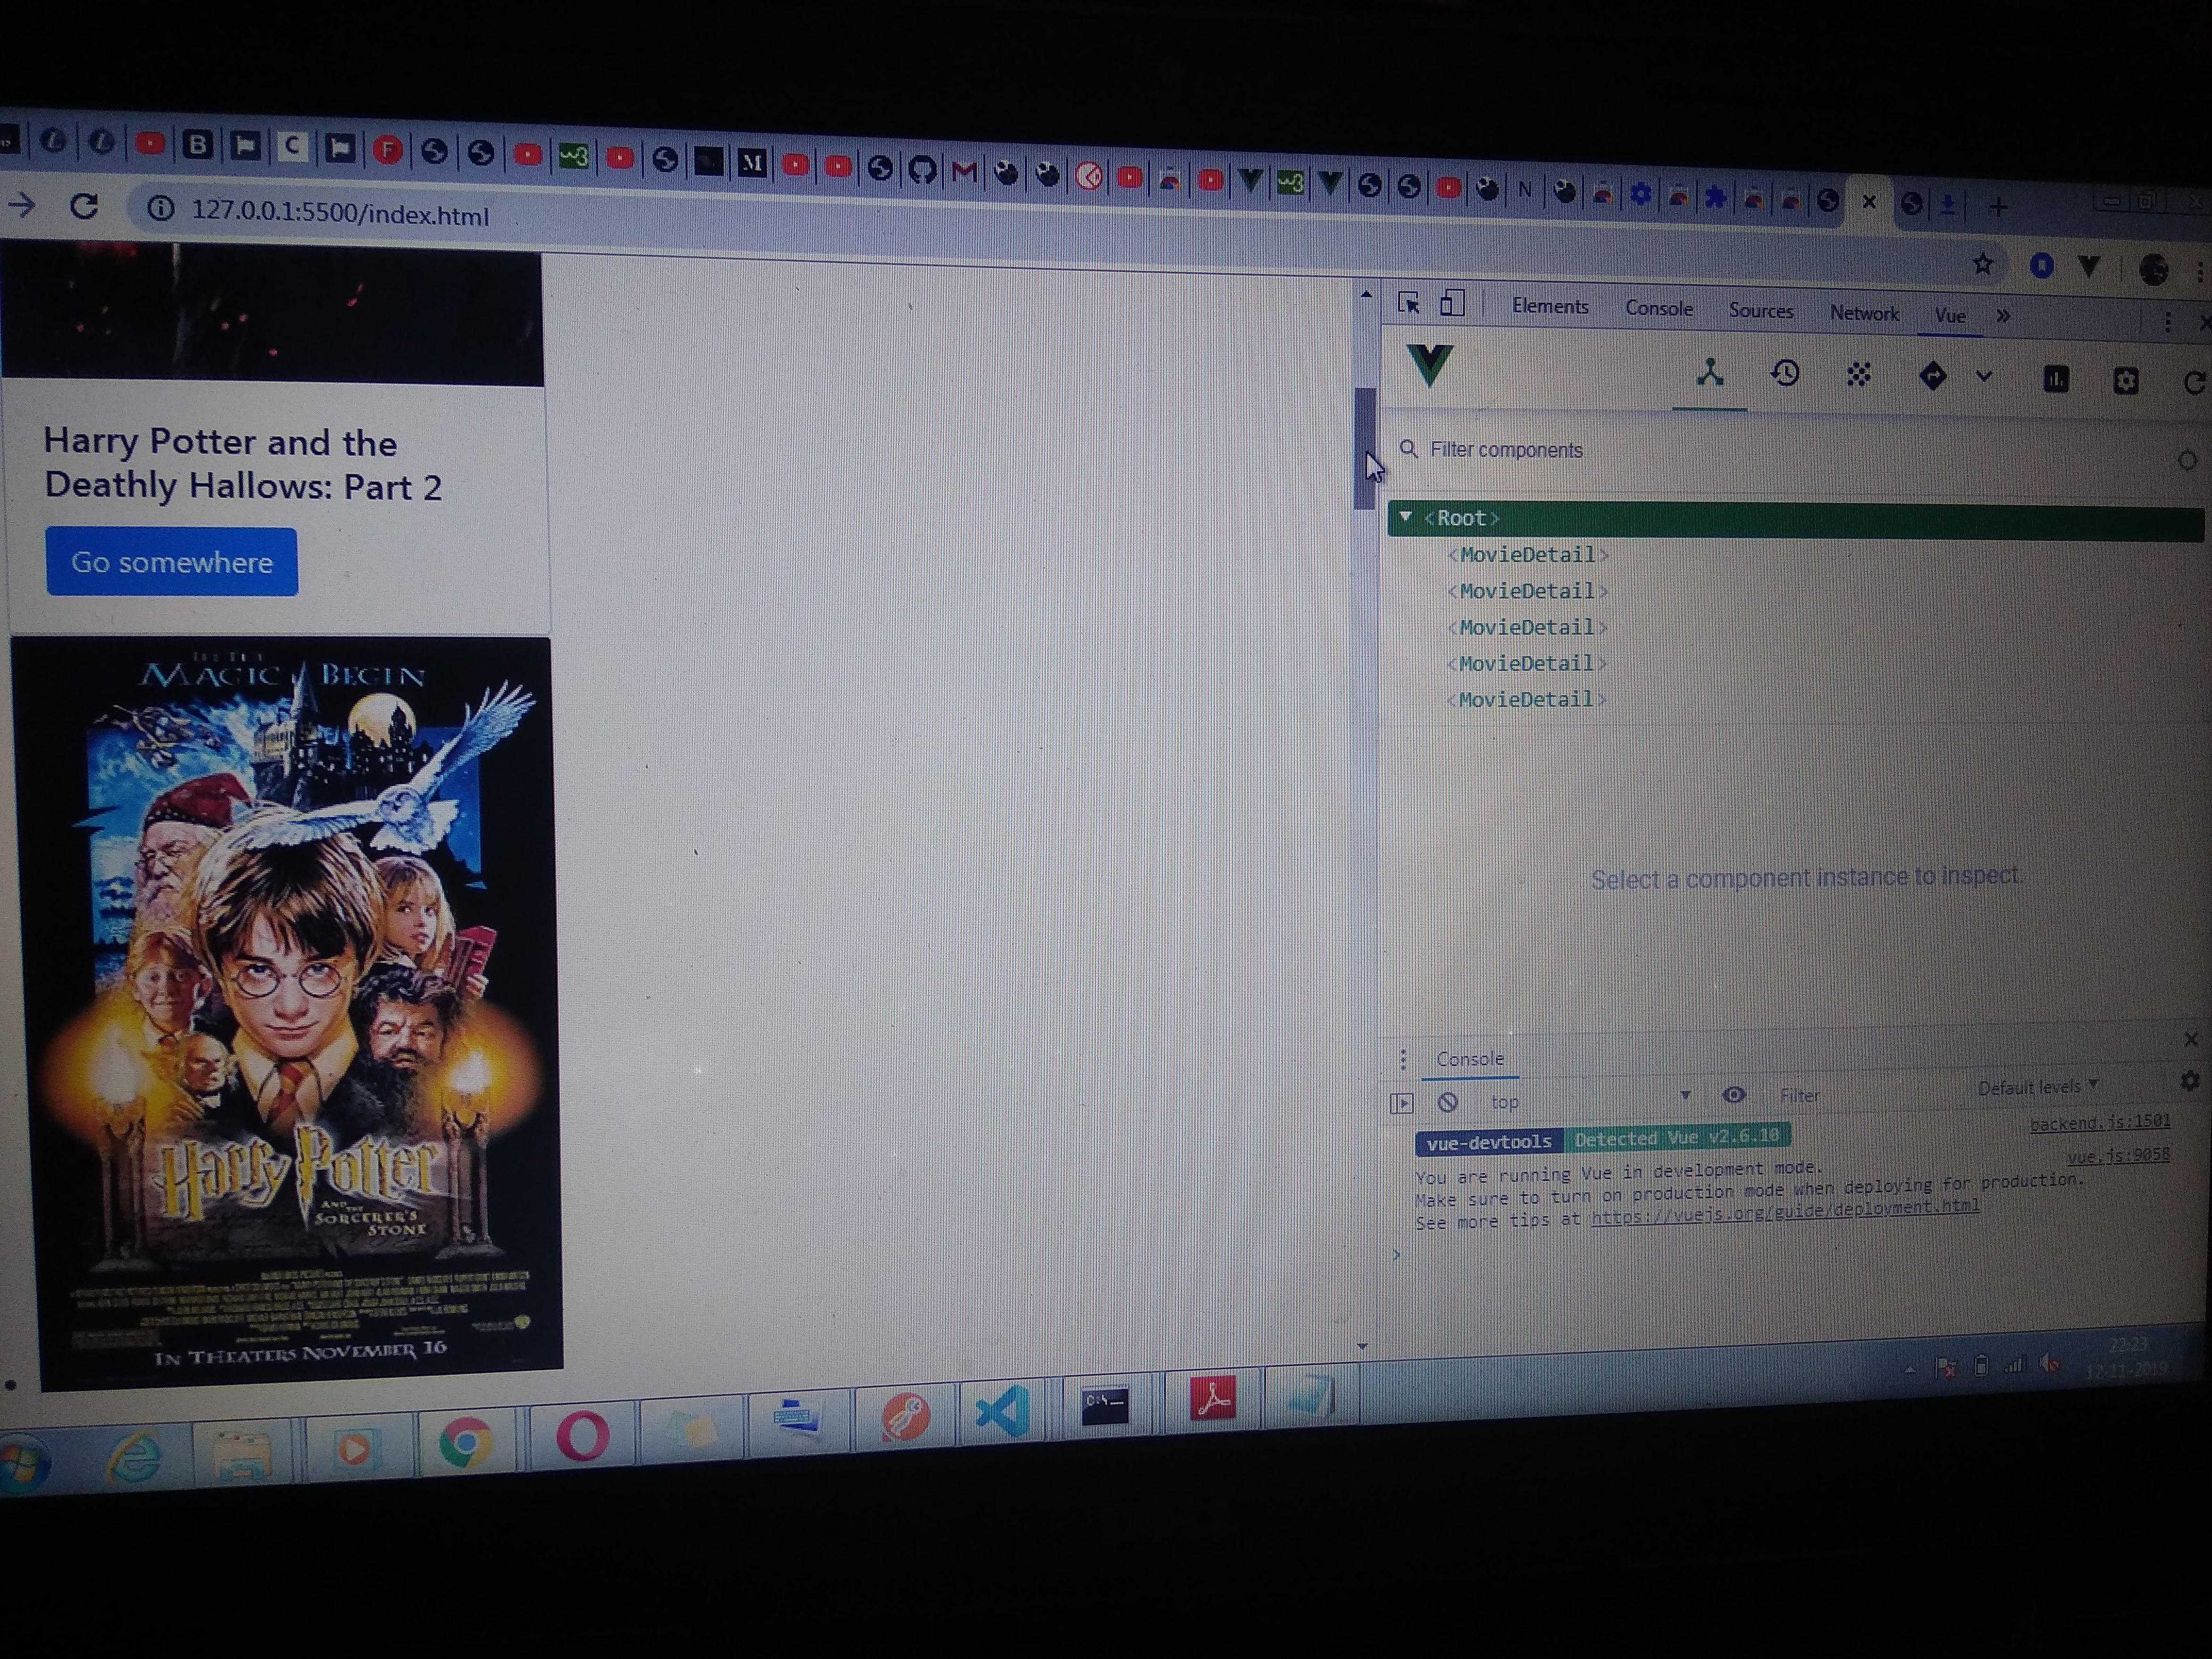 B
C
F
w3
M
w3
N
127.0.0.1:5500/index.html
Harry Potter and the
Deathly Hallows: Part 2
Go somewhere
MAGIC BEGIN
Harry Potter
AND THE
SORCERER'S
STONE
IN THEATERS NOVEMBER 16
Elements Console Sources Network Vue »
Filter components
<Root>
<MovieDetail>
<MovieDetail>
<MovieDetail>
<MovieDetail>
<MovieDetail>
Select a component instance to inspect.
Console
top Filter Default levels
vue-devtools Detected Vue v2.6.10 backend.js:1501
You are running Vue in development mode. vue.js:9058
Make sure to turn on production mode when deploying for production.
See more tips at https://vuejs.org/guide/deployment.html
>
C:\
22:23
12-11-2019